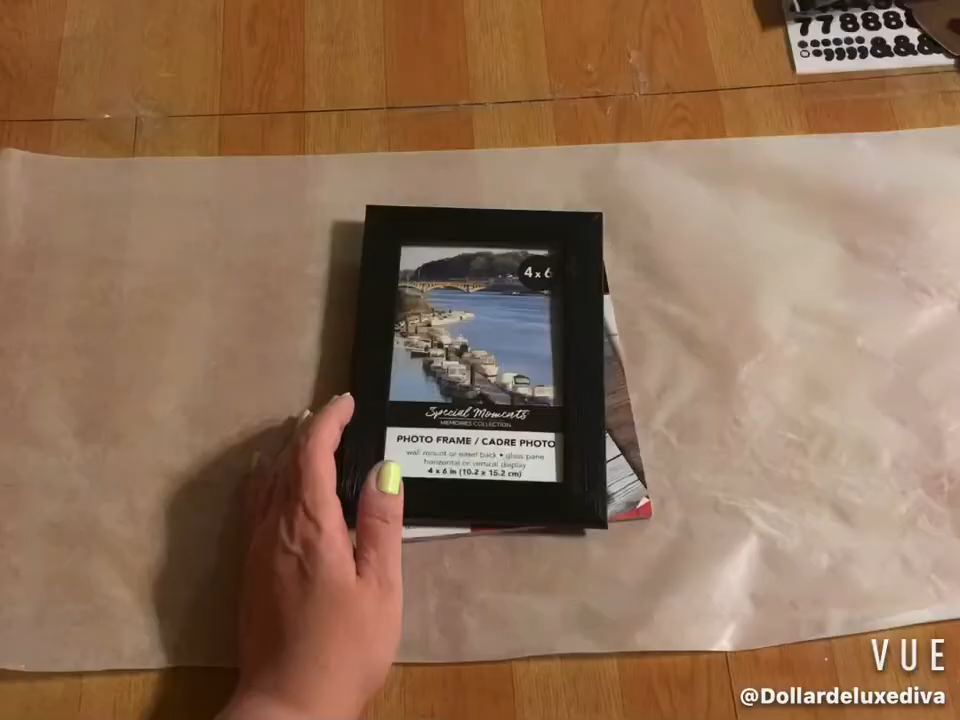 77888
&&&
4 x 6
Special Moments
MEMORIES COLLECTION
PHOTO FRAME / CADRE PHOTO
wall mount or easel back • glass pane
horizontal or vertical display
4 x 6 in (10.2 x 15.2 cm)
VUE
@Dollardeluxediva